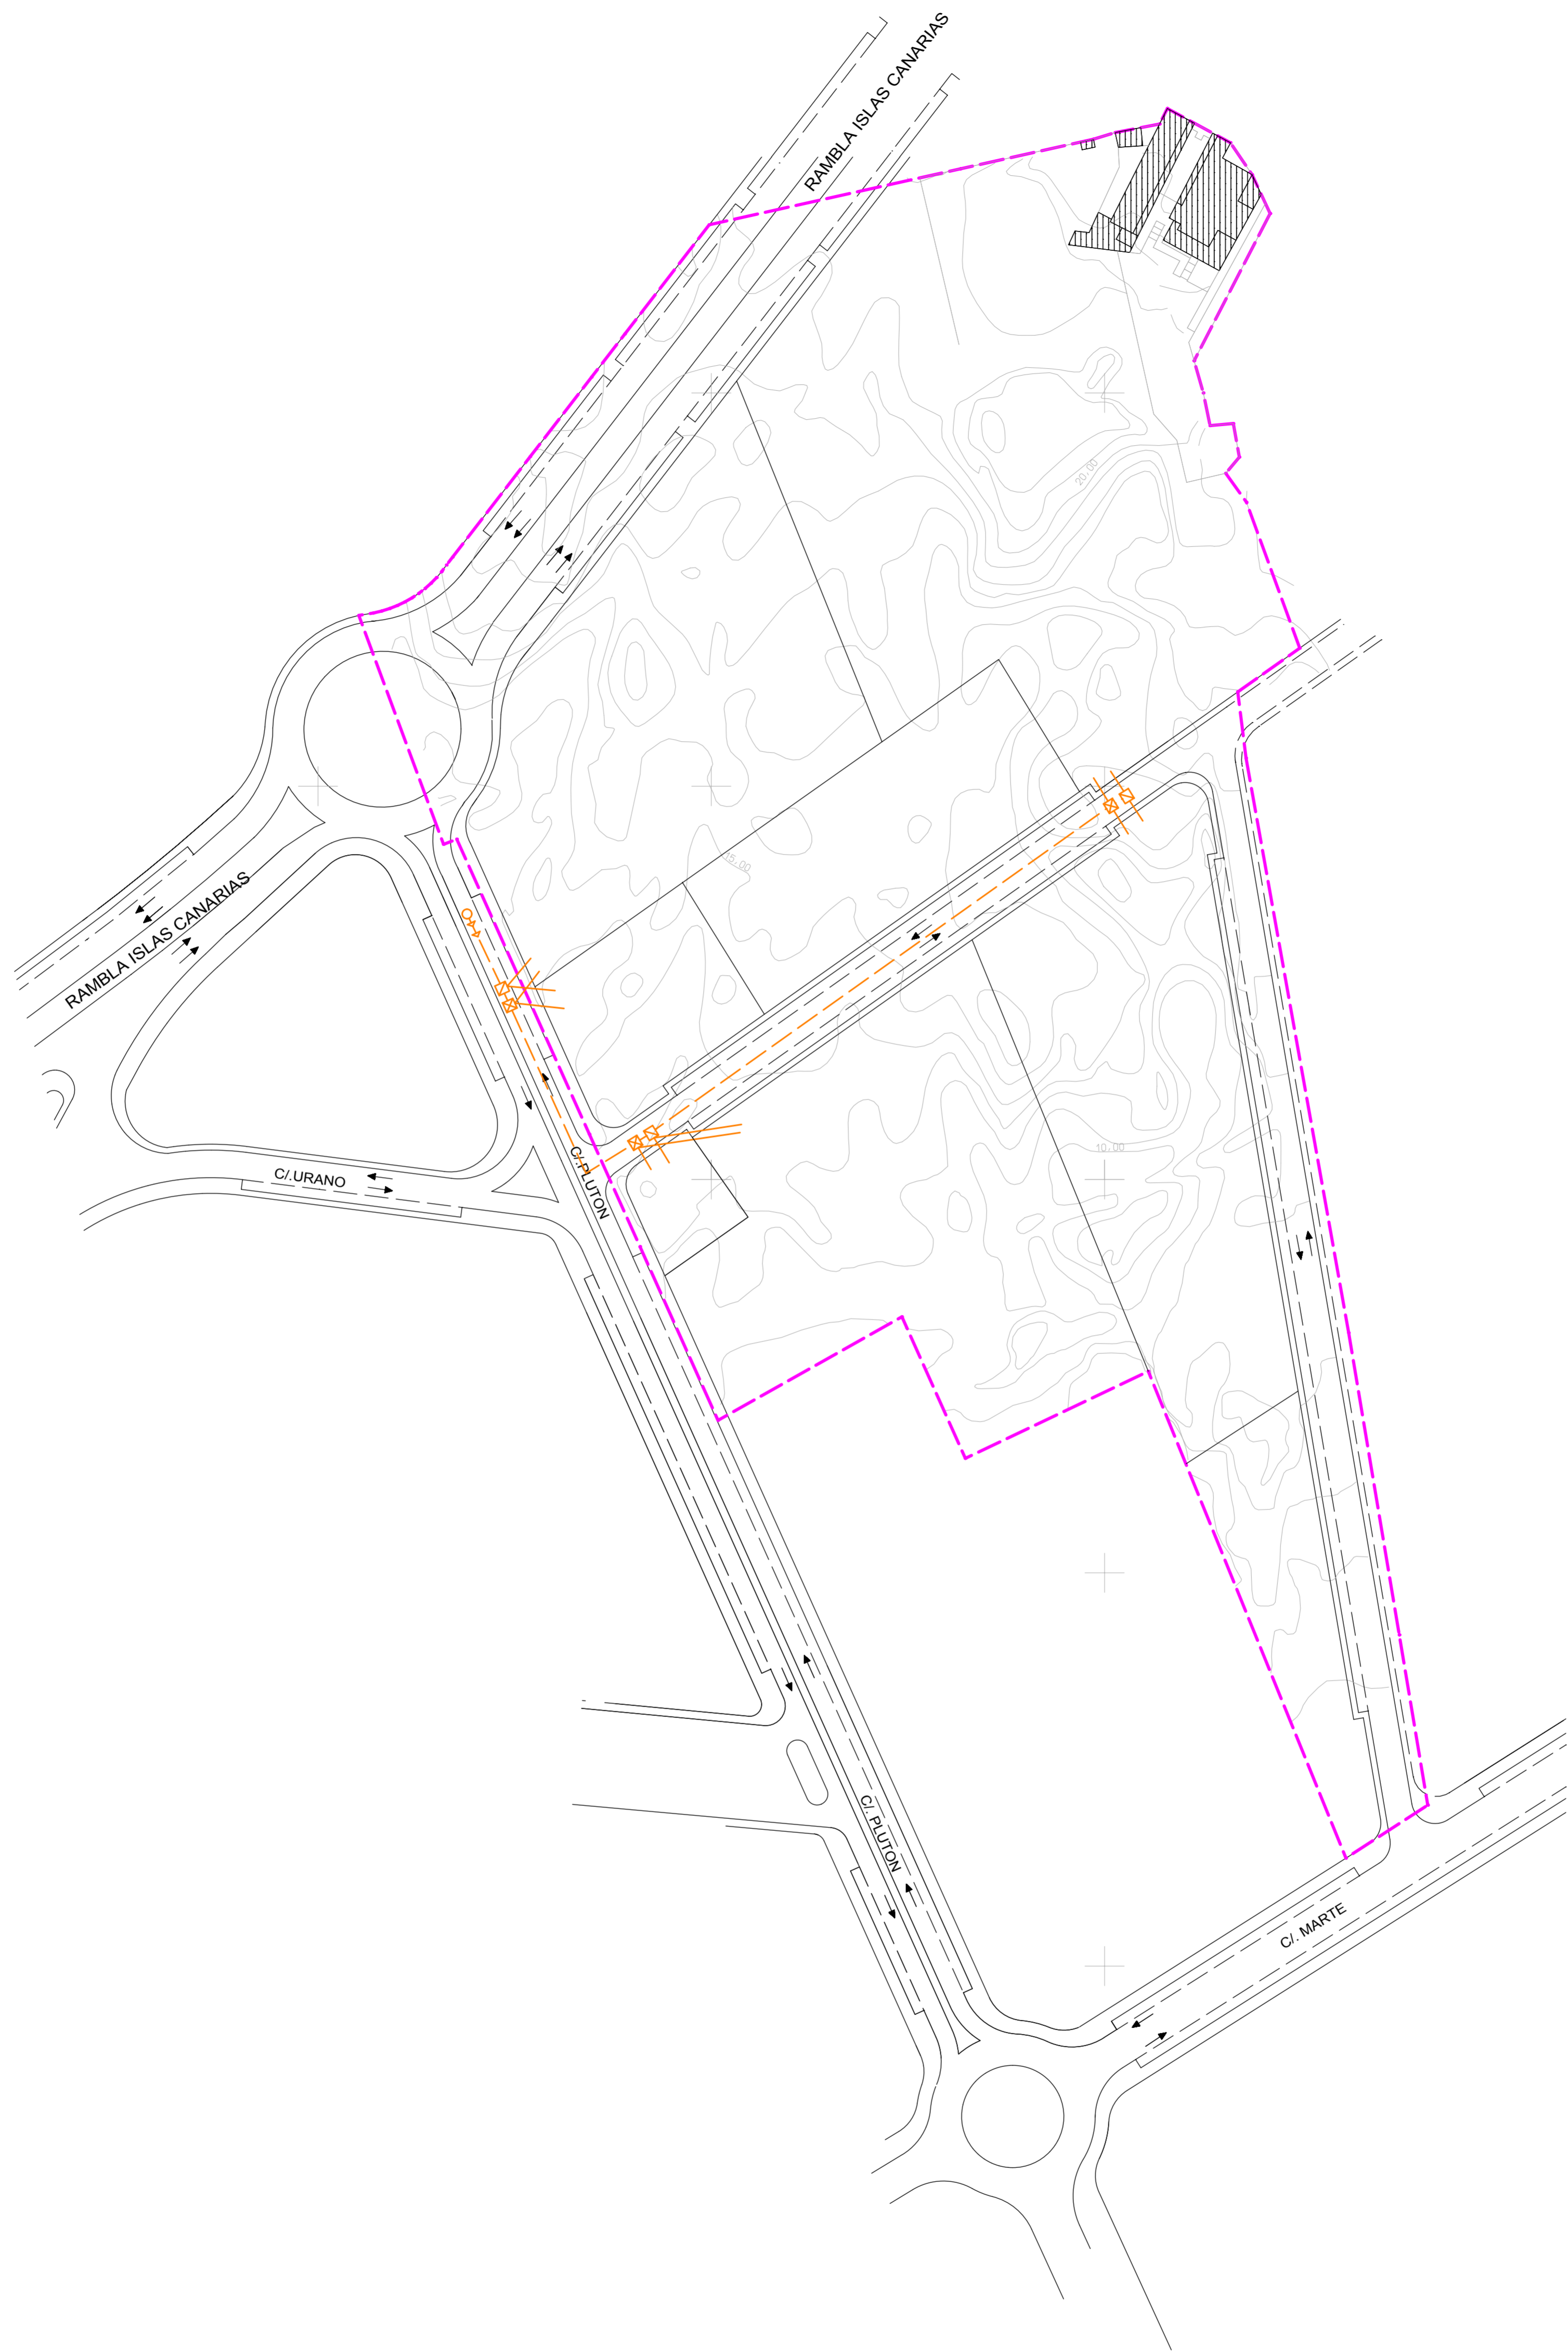 RAMBLA ISLAS CANARIAS
20.00
15.00
RAMBLA ISLAS CANARIAS
10.00
C/.URANO
C/.PLUTON
C/. PLUTON
C/. MARTE